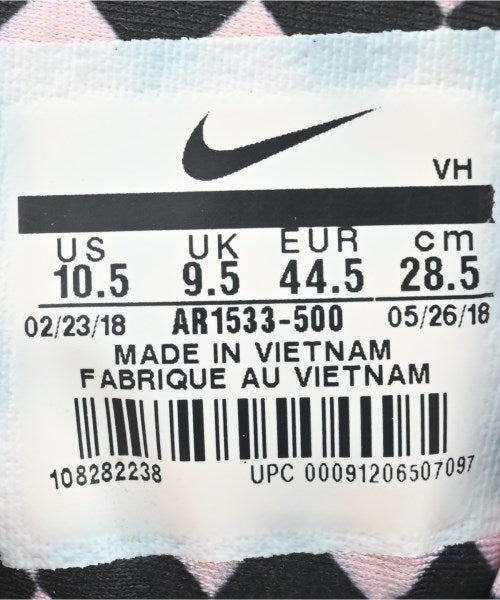 VH
US UK EUR cm
10.5 9.5 44.5 28.5
02/23/18 AR1533-500 05/26/18
MADE IN VIETNAM
FABRIQUE AU VIETNAM
108282238 UPC 00091206507097